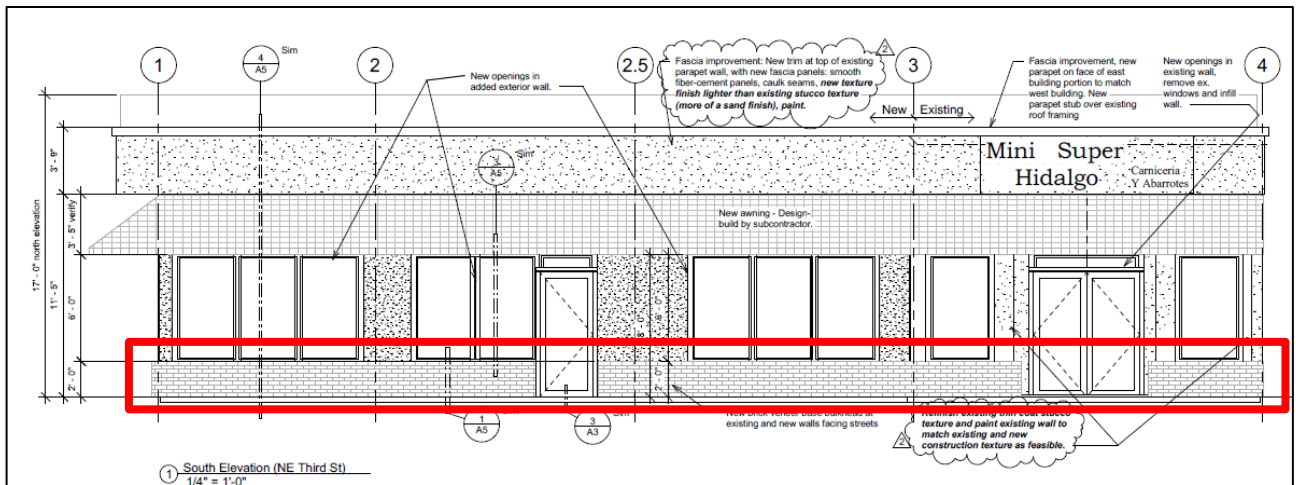 1
4
A5
Sim
2
New openings in
added exterior wall.
2.5
Fascia improvement: New trim at top of existing
parapet wall, with new fascia panels: smooth
fiber-cement panels, caulk seams, new texture
finish lighter than existing stucco texture
(more of a sand finish), paint.
2
3
New Existing
Fascia improvement, new
parapet on face of east
building portion to match
west building. New
parapet stub over existing
roof framing
New openings in
existing wall,
remove ex.
windows and infill
wall.
4
3' - 9"
3' - 5" verify
17' - 0" north elevation
11' - 5"
6' - 0"
2' - 0"
3
A5
Sim
Mini Super
Hidalgo
Carniceria
Y Abarrotes
New awning - Design-
build by subcontractor.
2' - 0"
1
A5
3
A3
Sim
New brick veneer base bulkhead at
existing and new walls facing streets
2
Refinish existing thin coat stucco
texture and paint existing wall to
match existing and new
construction texture as feasible.
1
South Elevation (NE Third St)
1/4" = 1'-0"